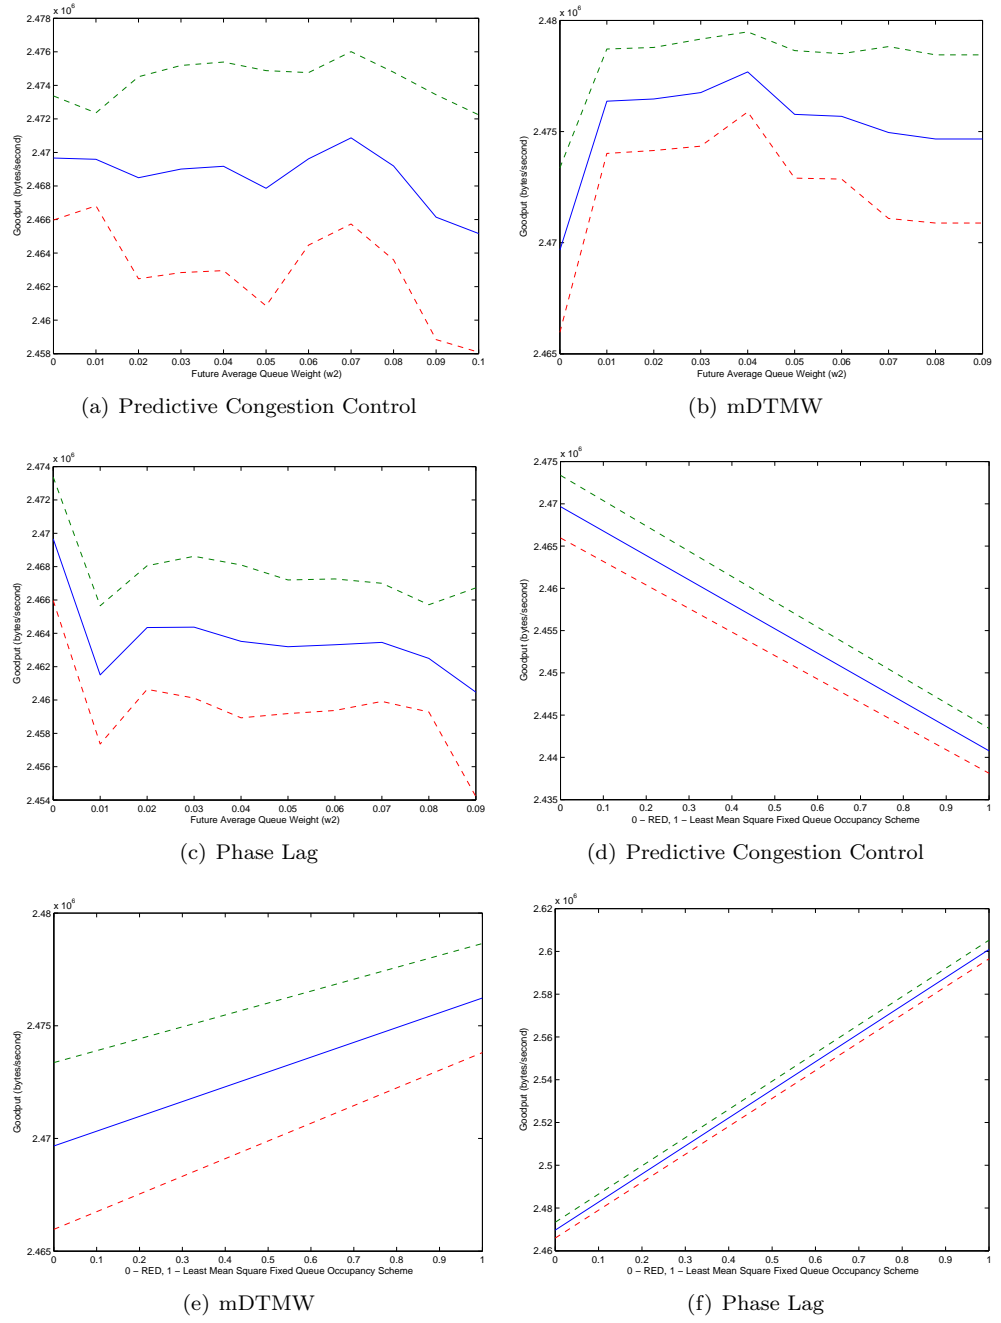 x 10^6
2.478
2.476
2.474
2.472
2.47
2.468
2.466
2.464
2.462
2.46
2.458
Goodput (bytes/second)
0 0.01 0.02 0.03 0.04 0.05 0.06 0.07 0.08 0.09 0.1
Future Average Queue Weight (w2)
(a) Predictive Congestion Control
x 10^6
2.48
2.475
2.47
2.465
Goodput (bytes/second)
0 0.01 0.02 0.03 0.04 0.05 0.06 0.07 0.08 0.09
Future Average Queue Weight (w2)
(b) mDTMW
x 10^6
2.474
2.472
2.47
2.468
2.466
2.464
2.462
2.46
2.458
2.456
2.454
Goodput (bytes/second)
0 0.01 0.02 0.03 0.04 0.05 0.06 0.07 0.08 0.09
Future Average Queue Weight (w2)
(c) Phase Lag
x 10^6
2.475
2.47
2.465
2.46
2.455
2.45
2.445
2.44
2.435
Goodput (bytes/second)
0 0.1 0.2 0.3 0.4 0.5 0.6 0.7 0.8 0.9 1
0 – RED, 1 – Least Mean Square Fixed Queue Occupancy Scheme
(d) Predictive Congestion Control
x 10^6
2.48
2.475
2.47
2.465
Goodput (bytes/second)
0 0.1 0.2 0.3 0.4 0.5 0.6 0.7 0.8 0.9 1
0 – RED, 1 – Least Mean Square Fixed Queue Occupancy Scheme
(e) mDTMW
x 10^6
2.62
2.6
2.58
2.56
2.54
2.52
2.5
2.48
2.46
Goodput (bytes/second)
0 0.1 0.2 0.3 0.4 0.5 0.6 0.7 0.8 0.9 1
0 – RED, 1 – Least Mean Square Fixed Queue Occupancy Scheme
(f) Phase Lag